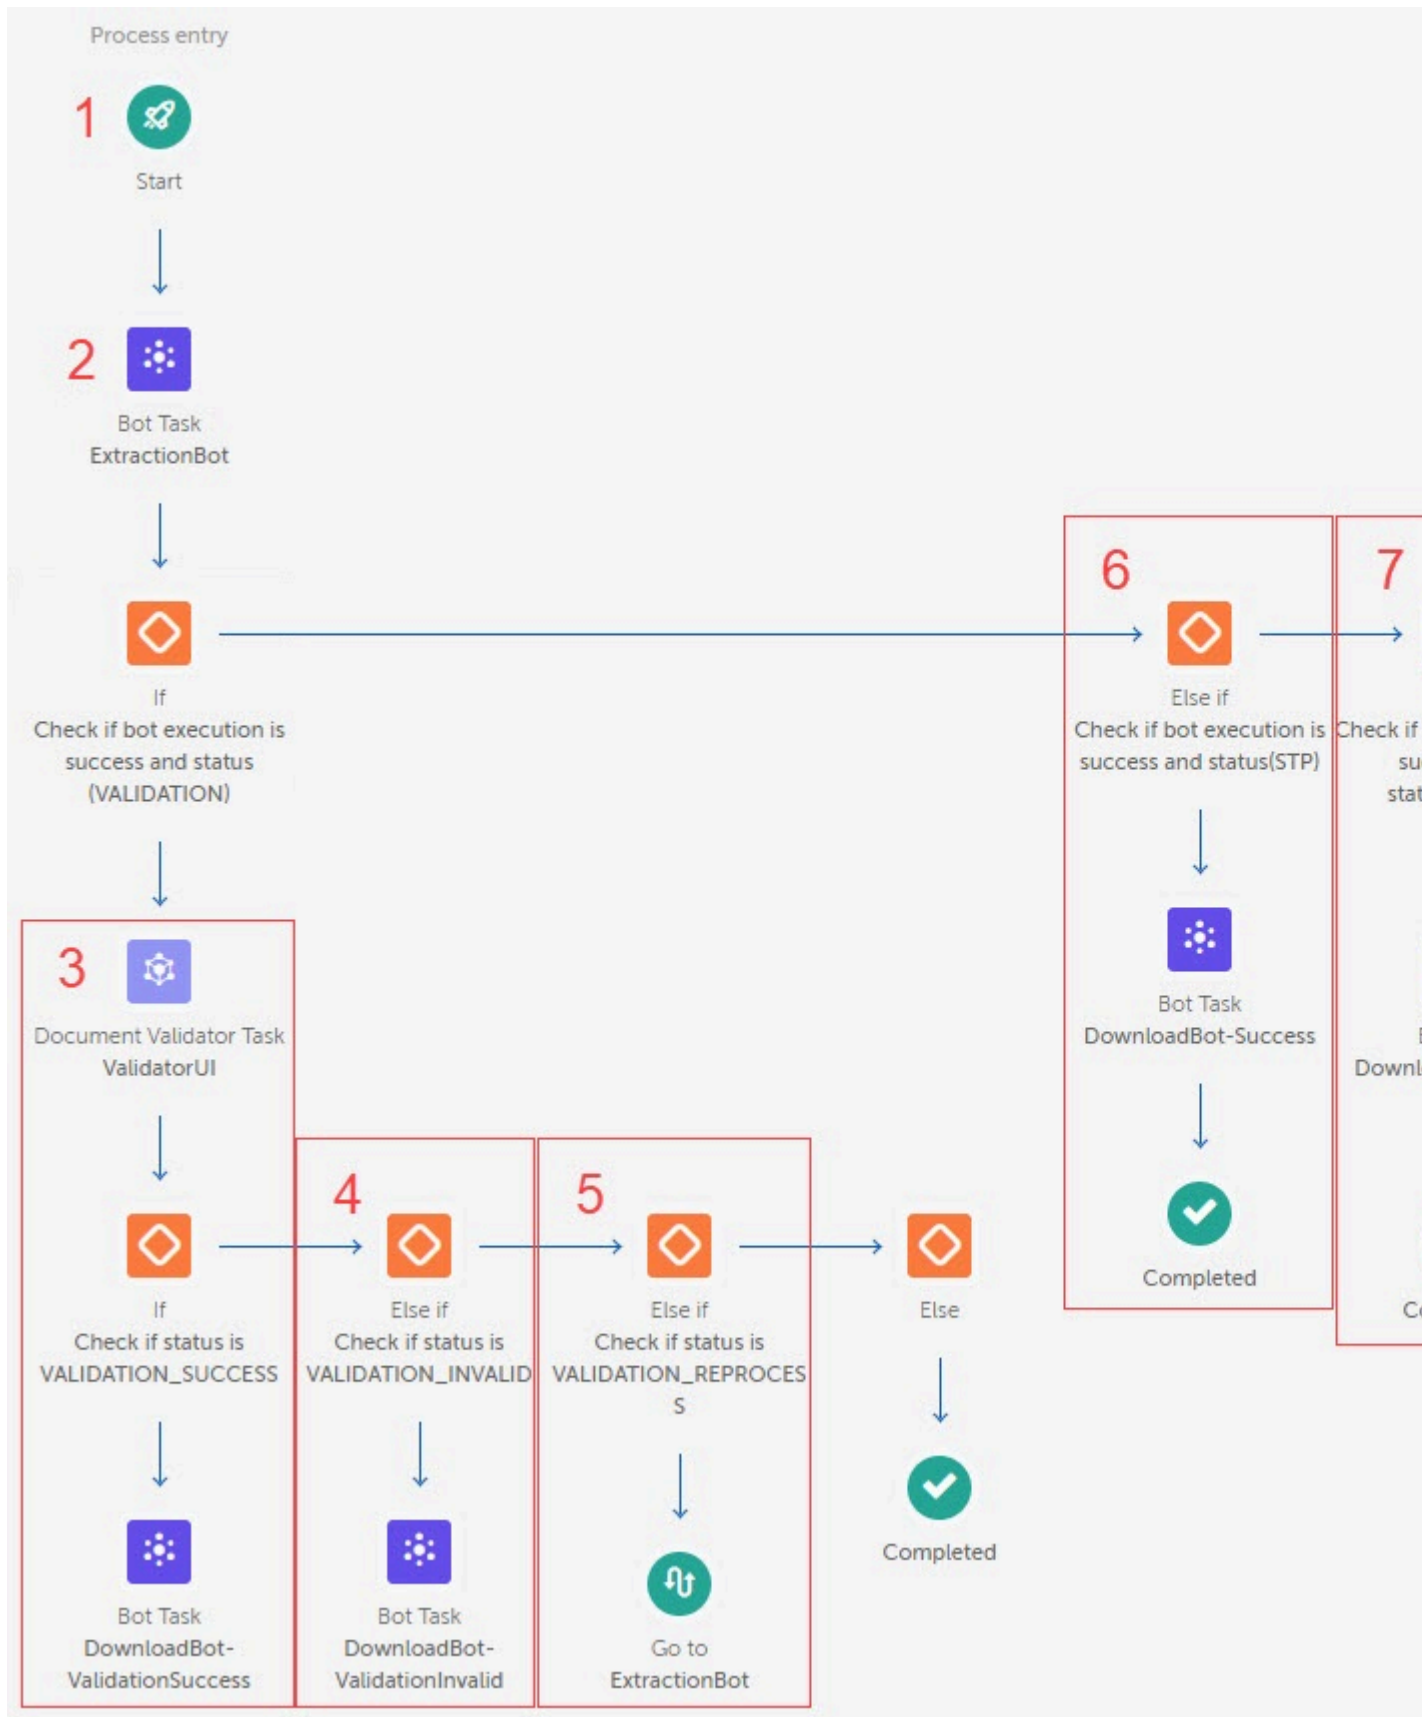 Process entry
1
Start
2
Bot Task
ExtractionBot
If
Check if bot execution is
success and status
(VALIDATION)
6
Else if
Check if bot execution is
success and status(STP)
Bot Task
DownloadBot-Success
Completed
7
Check if
3
Document Validator Task
ValidatorUI
If
Check if status is
VALIDATION_SUCCESS
Bot Task
DownloadBot-
ValidationSuccess
4
Else if
Check if status is
VALIDATION_INVALID
Bot Task
DownloadBot-
ValidationInvalid
5
Else if
Check if status is
VALIDATION_REPROCES
S
Go to
ExtractionBot
Else
Completed